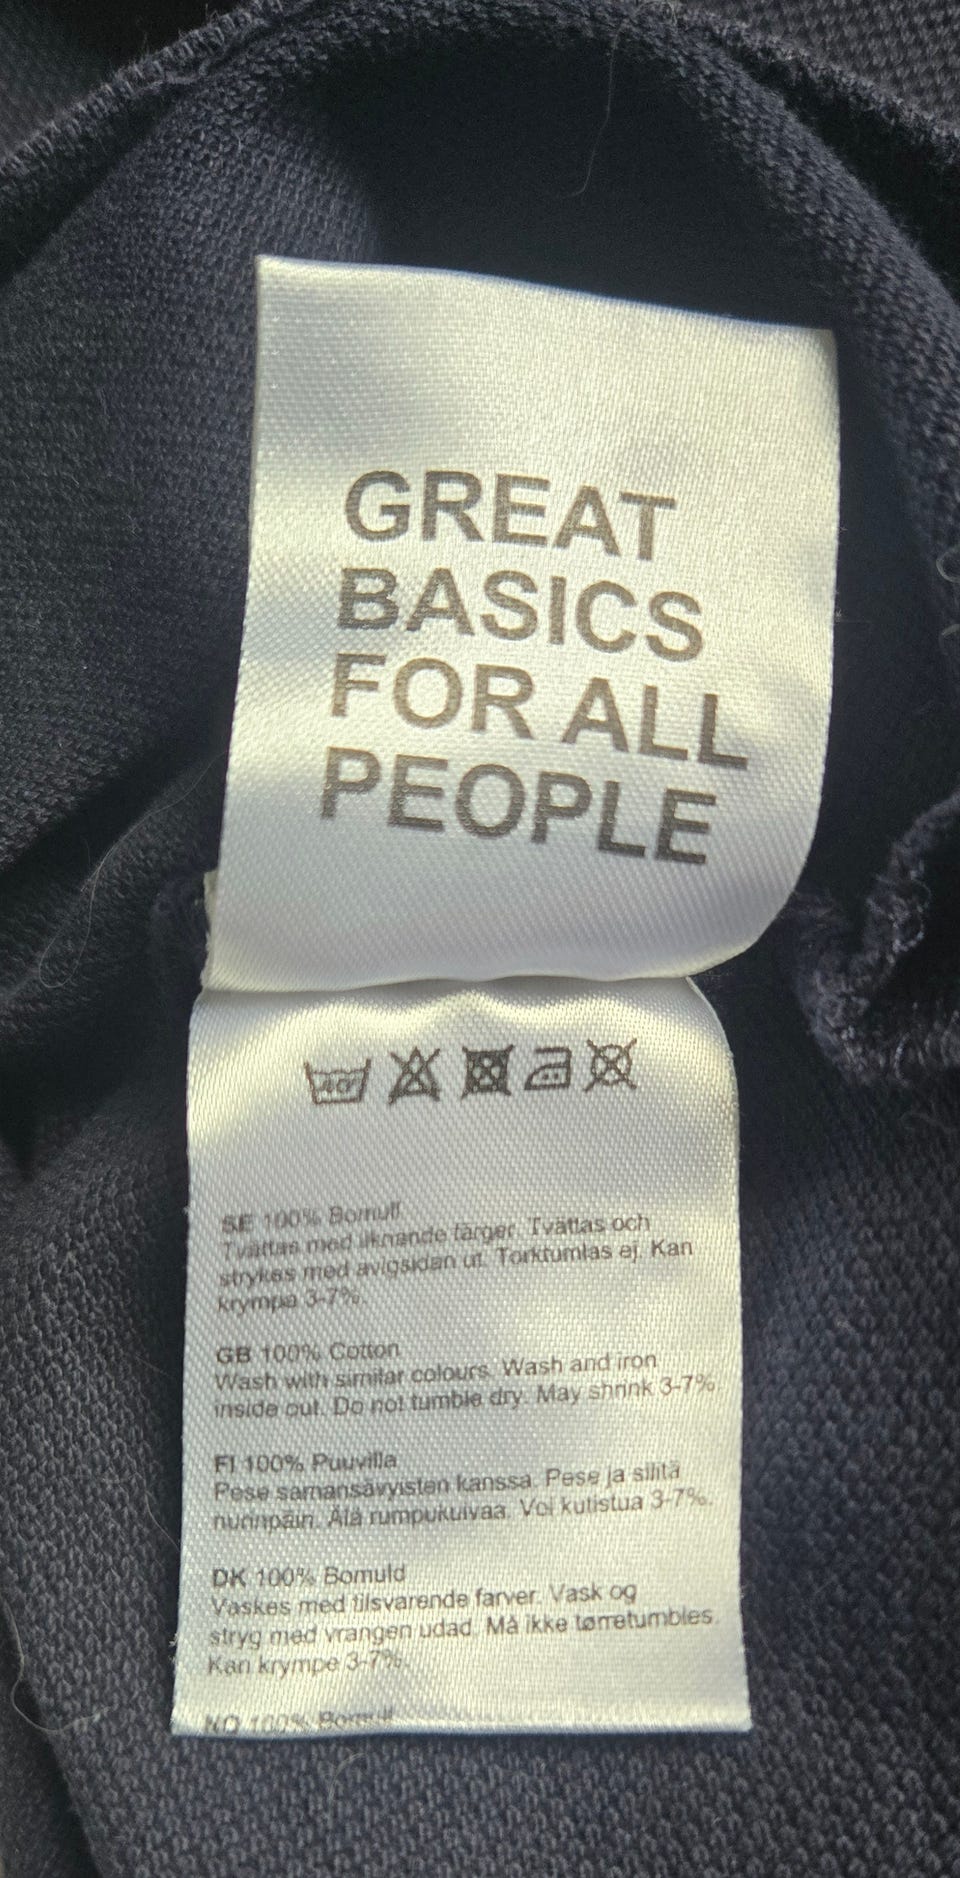 GREAT
BASICS
FOR ALL
PEOPLE
40°
SE 100% Bomull
Tvättas med liknande färger. Tvättas och
strykes med avigsidan ut. Torktumlas ej. Kan
krympa 3-7%.
GB 100% Cotton
Wash with similar colours. Wash and iron
inside out. Do not tumble dry. May shrink 3-7%
FI 100% Puuvilla
Pese samansävyisten kanssa. Pese ja silitä
nurinpäin. Älä rumpukuivaa. Voi kutistua 3-7%.
DK 100% Bomuld
Vaskes med tilsvarende farver. Vask og
stryg med vrangen udad. Må ikke tørretumbles.
Kan krympe 3-7%.
NO 100% Bomull